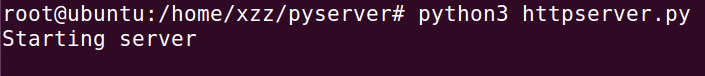 root@ubuntu:/home/xzz/pyserver# python3 httpserver.py
Starting server